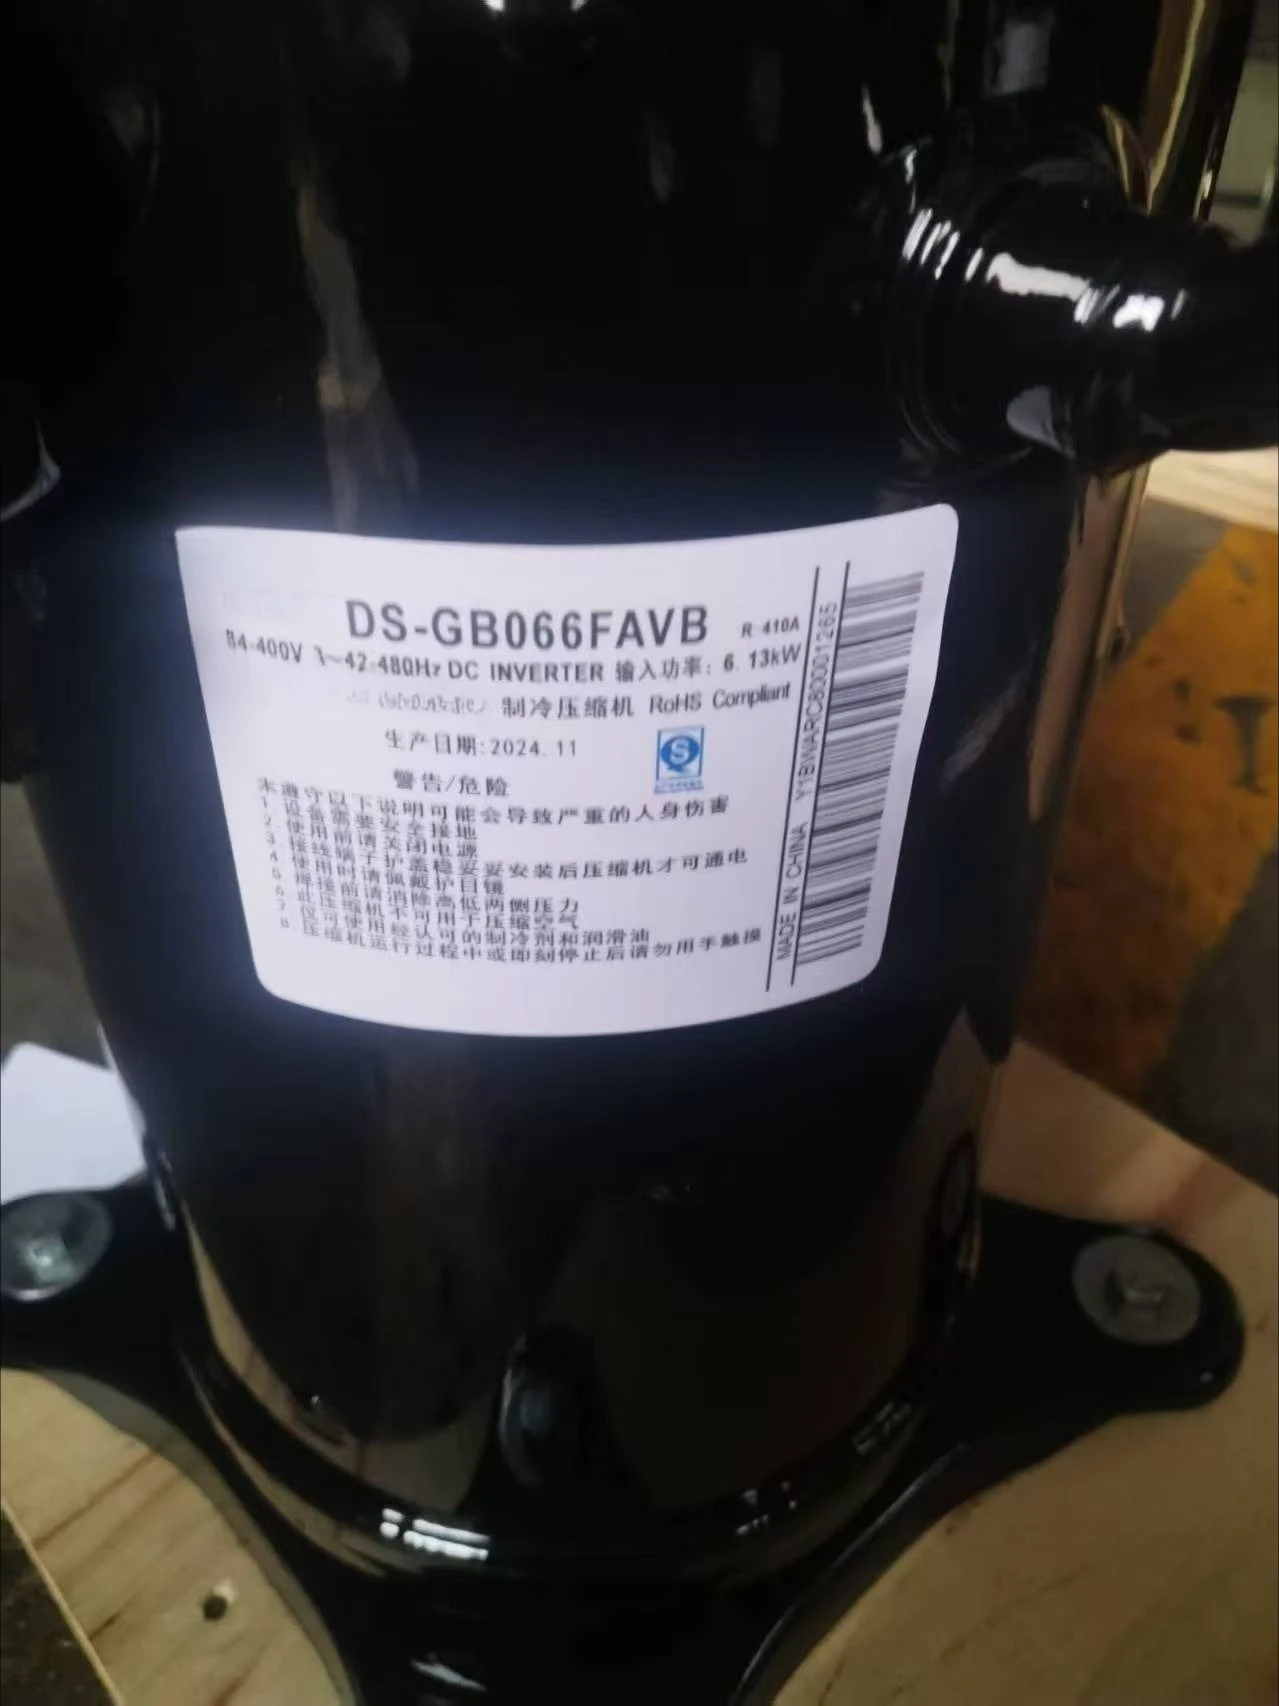 DS-GB066FAVB R-410A
84-400V 3~42-480Hz DC INVERTER 输入功率: 6.13kW
制冷压缩机 RoHS Compliant
生产日期:2024.11
警告/危险
未遵守以下说明可能会导致严重的人身伤害
1. 设备需要安全接地
2. 使用前请关闭电源
3. 接线端子护盖稳妥妥安装后压缩机才可通电
4. 使用时请佩戴护目镜
5. 焊接前请消除高低两侧压力
6. 此压缩机不可用于压缩空气
7. 仅可使用经认可的制冷剂和润滑油
8. 压缩机运行过程中或即刻停止后请勿用手触摸
MADE IN CHINA Y1BWARC80001265